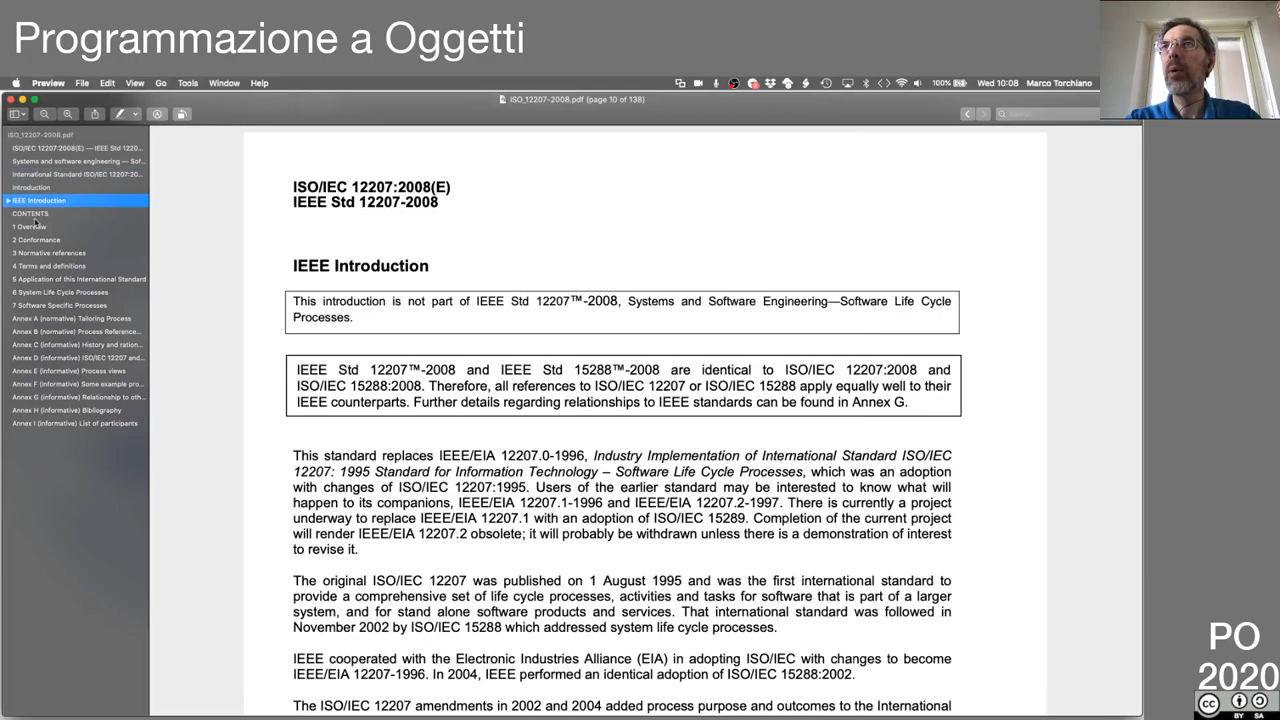 Programmazione a Oggetti
Preview File Edit View Go Tools Window Help
100% Wed 10:08 Marco Torchiano
ISO_12207-2008.pdf (page 10 of 138)
Search
ISO_12207-2008.pdf
ISO/IEC 12207:2008(E) — IEEE Std 1220...
Systems and software engineering — Sof...
International Standard ISO/IEC 12207:20...
Introduction
IEEE Introduction
CONTENTS
1 Overview
2 Conformance
3 Normative references
4 Terms and definitions
5 Application of this International Standard
6 System Life Cycle Processes
7 Software Specific Processes
Annex A (normative) Tailoring Process
Annex B (normative) Process Reference...
Annex C (informative) History and ration...
Annex D (informative) ISO/IEC 12207 and...
Annex E (informative) Process views
Annex F (informative) Some example pro...
Annex G (informative) Relationship to oth...
Annex H (informative) Bibliography
Annex I (informative) List of participants
ISO/IEC 12207:2008(E)
IEEE Std 12207-2008
IEEE Introduction
This introduction is not part of IEEE Std 12207™-2008, Systems and Software Engineering—Software Life Cycle
Processes.
IEEE Std 12207™-2008 and IEEE Std 15288™-2008 are identical to ISO/IEC 12207:2008 and
ISO/IEC 15288:2008. Therefore, all references to ISO/IEC 12207 or ISO/IEC 15288 apply equally well to their
IEEE counterparts. Further details regarding relationships to IEEE standards can be found in Annex G.
This standard replaces IEEE/EIA 12207.0-1996, Industry Implementation of International Standard ISO/IEC
12207: 1995 Standard for Information Technology – Software Life Cycle Processes, which was an adoption
with changes of ISO/IEC 12207:1995. Users of the earlier standard may be interested to know what will
happen to its companions, IEEE/EIA 12207.1-1996 and IEEE/EIA 12207.2-1997. There is currently a project
underway to replace IEEE/EIA 12207.1 with an adoption of ISO/IEC 15289. Completion of the current project
will render IEEE/EIA 12207.2 obsolete; it will probably be withdrawn unless there is a demonstration of interest
to revise it.
The original ISO/IEC 12207 was published on 1 August 1995 and was the first international standard to
provide a comprehensive set of life cycle processes, activities and tasks for software that is part of a larger
system, and for stand alone software products and services. That international standard was followed in
November 2002 by ISO/IEC 15288 which addressed system life cycle processes.
IEEE cooperated with the Electronic Industries Alliance (EIA) in adopting ISO/IEC with changes to become
IEEE/EIA 12207-1996. In 2004, IEEE performed an identical adoption of ISO/IEC 15288:2002.
The ISO/IEC 12207 amendments in 2002 and 2004 added process purpose and outcomes to the International
PO
2020
cc
BY SA